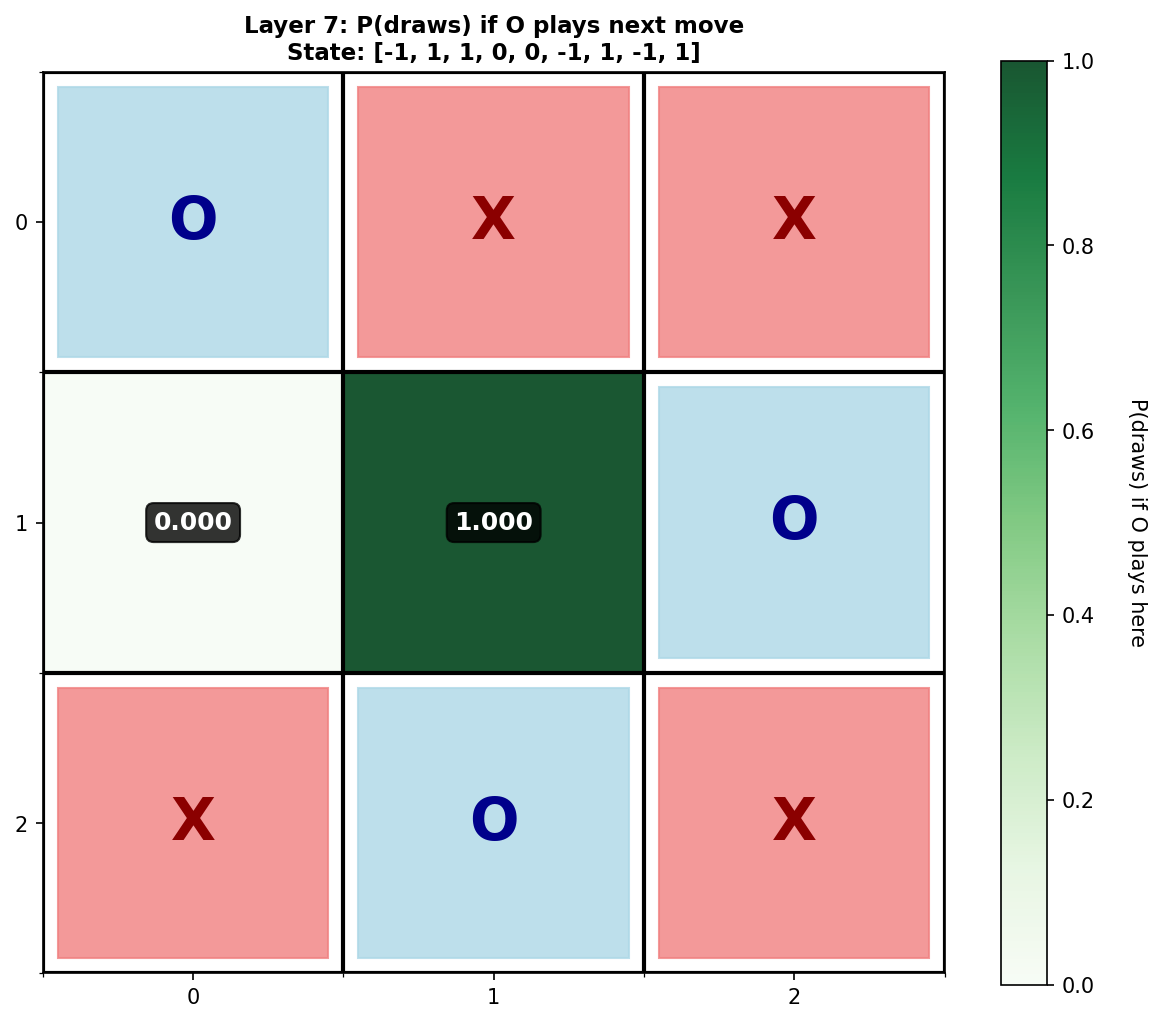 Layer 7: P(draws) if O plays next move
State: [-1, 1, 1, 0, 0, -1, 1, -1, 1]
0
O
X
X
1
0.000
1.000
O
2
X
O
X
0
1
2
1.0
0.8
0.6
0.4
0.2
0.0
P(draws) if O plays here